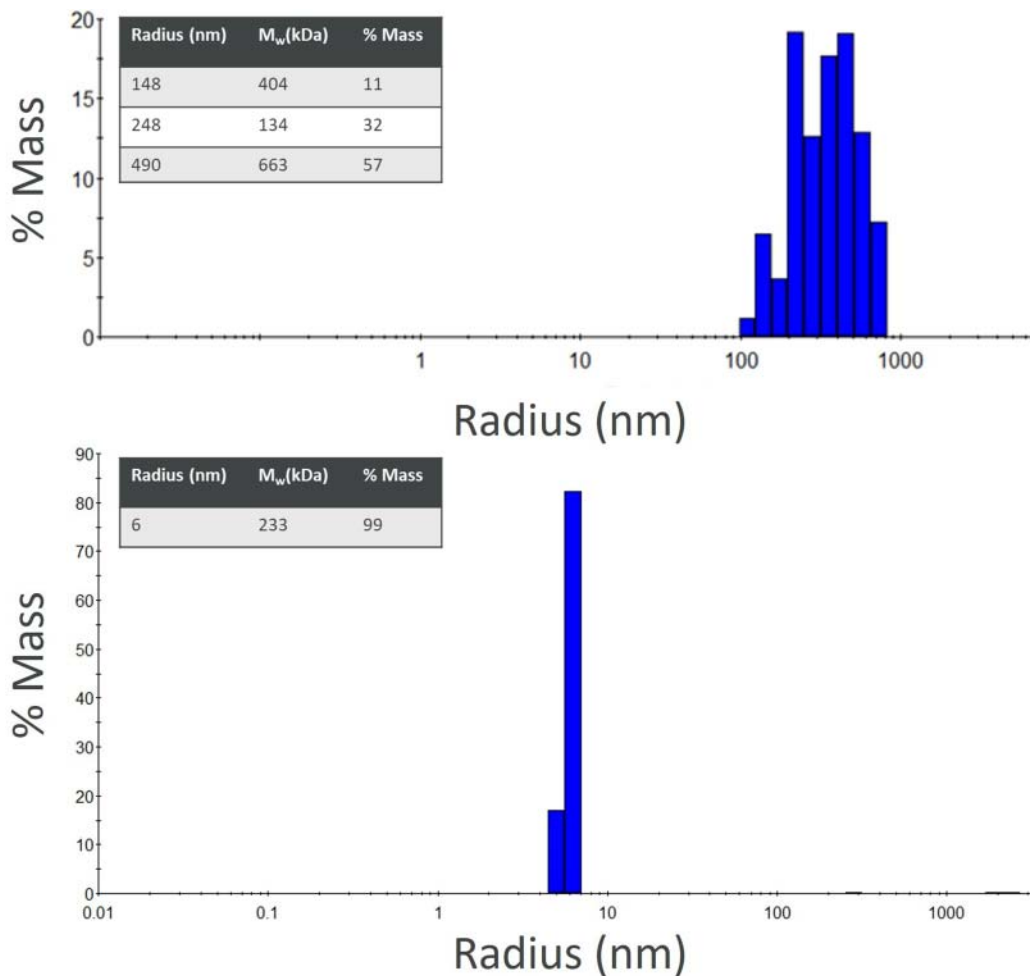 20
15
10
5
0
% Mass
Radius (nm) Mw(kDa) % Mass
148 404 11
248 134 32
490 663 57
1 10 100 1000
Radius (nm)
90
80
70
60
50
40
30
20
10
0
% Mass
Radius (nm) Mw(kDa) % Mass
6 233 99
0.01 0.1 1 10 100 1000
Radius (nm)